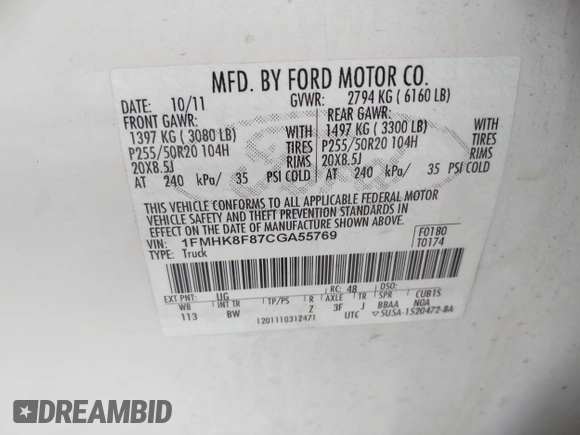 MFD. BY FORD MOTOR CO.
DATE: 10/11 GVWR: 2794 KG ( 6160 LB)
FRONT GAWR: REAR GAWR:
1397 KG ( 3080 LB) WITH 1497 KG ( 3300 LB) WITH
P255/50R20 104H TIRES P255/50R20 104H TIRES
20X8.5J RIMS 20X8.5J RIMS
AT 240 kPa/ 35 PSI COLD AT 240 kPa/ 35 PSI COLD
THIS VEHICLE CONFORMS TO ALL APPLICABLE FEDERAL MOTOR
VEHICLE SAFETY AND THEFT PREVENTION STANDARDS IN
EFFECT ON THE DATE OF MANUFACTURE SHOWN ABOVE.
VIN: 1FMHK8F87CGA55769 F0180
TYPE: Truck T0174
EXT PNT: UG RC: 48 DSO:
WB INT TR TP/PS R AXLE TR SPR CUBTS
113 BW Z 3F J BBAA NOA
1201110312471 UTC 5USA-1520472-BA
Ford
DREAMBID